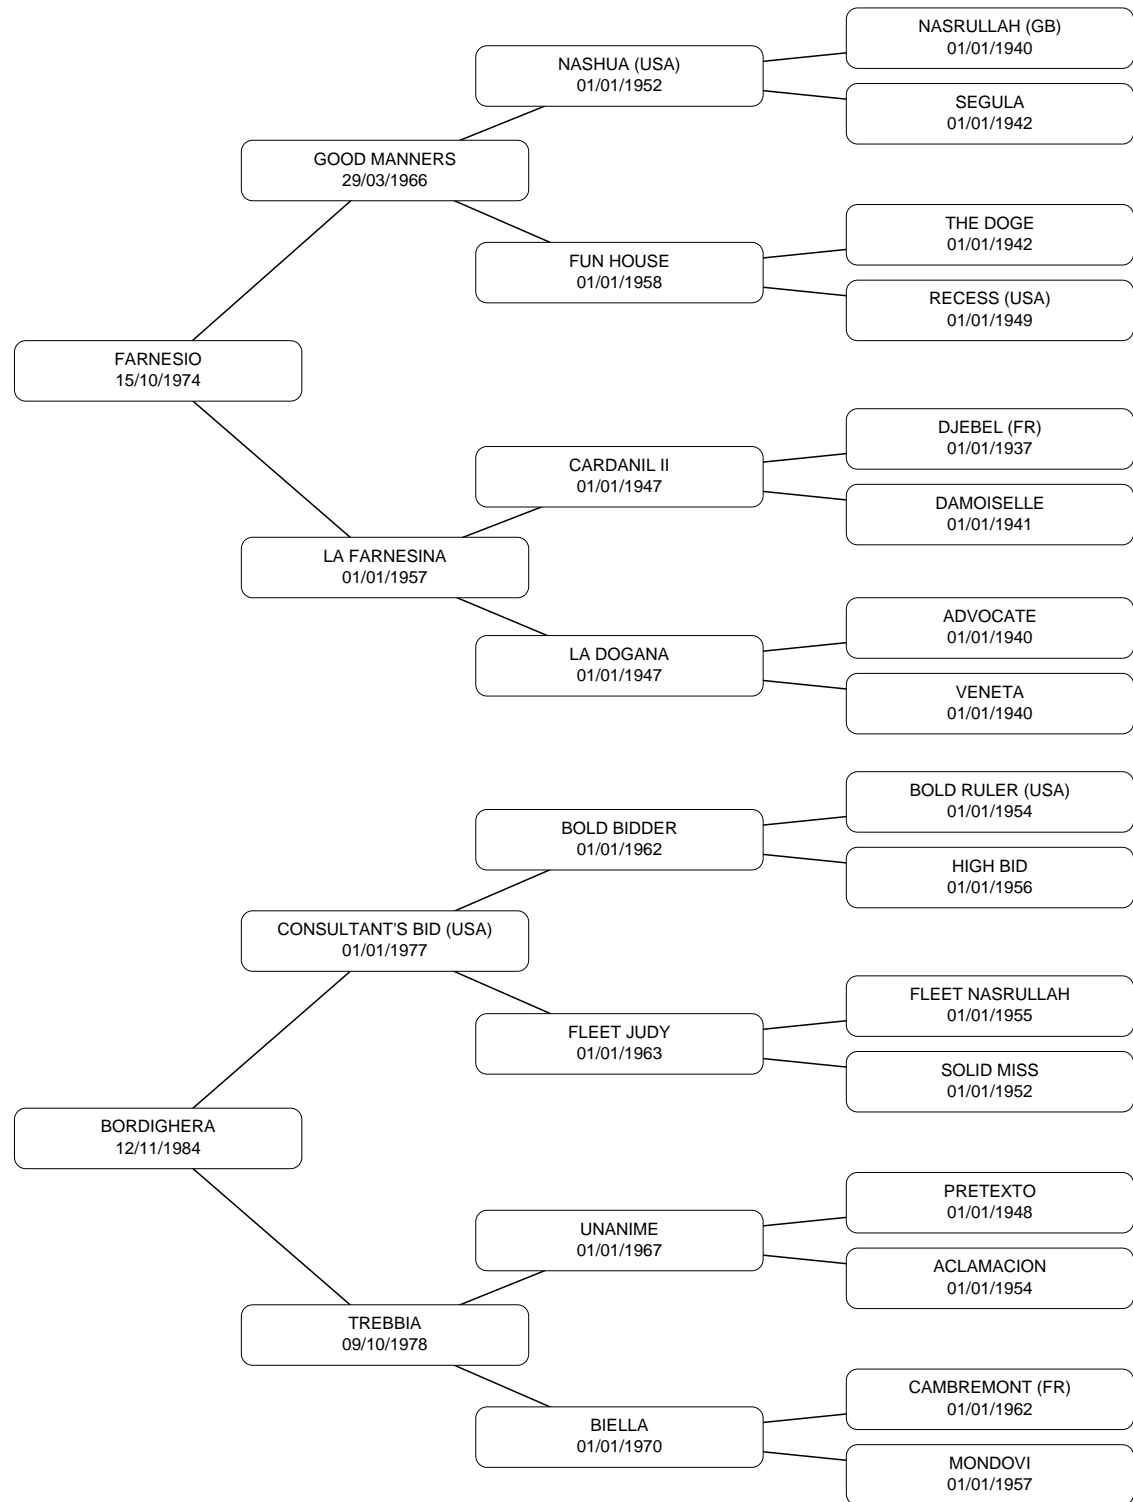 NASRULLAH (GB)
01/01/1940
NASHUA (USA)
01/01/1952
SEGULA
01/01/1942
GOOD MANNERS
29/03/1966
THE DOGE
01/01/1942
FUN HOUSE
01/01/1958
RECESS (USA)
01/01/1949
FARNESIO
15/10/1974
DJEBEL (FR)
01/01/1937
CARDANIL II
01/01/1947
DAMOISELLE
01/01/1941
LA FARNESINA
01/01/1957
ADVOCATE
01/01/1940
LA DOGANA
01/01/1947
VENETA
01/01/1940
BOLD RULER (USA)
01/01/1954
BOLD BIDDER
01/01/1962
HIGH BID
01/01/1956
CONSULTANT'S BID (USA)
01/01/1977
FLEET NASRULLAH
01/01/1955
FLEET JUDY
01/01/1963
SOLID MISS
01/01/1952
BORDIGHERA
12/11/1984
PRETEXTO
01/01/1948
UNANIME
01/01/1967
ACLAMACION
01/01/1954
TREBBIA
09/10/1978
CAMBREMONT (FR)
01/01/1962
BIELLA
01/01/1970
MONDOVI
01/01/1957